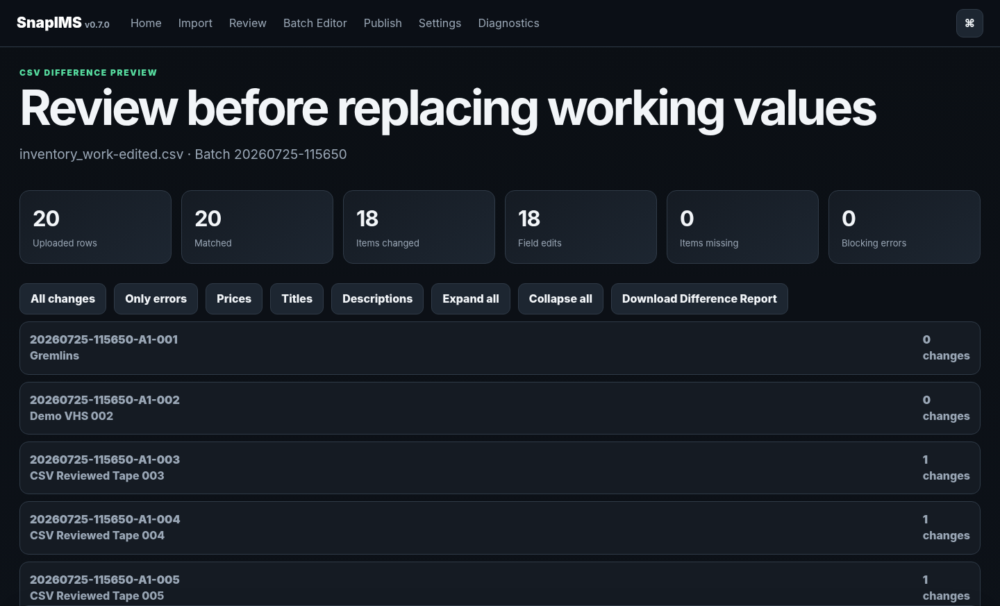 SnapIMS v0.7.0 Home Import Review Batch Editor Publish Settings Diagnostics ⌘
CSV DIFFERENCE PREVIEW
Review before replacing working values
inventory_work-edited.csv · Batch 20260725-115650
20 20 18 18 0 0
Uploaded rows Matched Items changed Field edits Items missing Blocking errors
All changes Only errors Prices Titles Descriptions Expand all Collapse all Download Difference Report
20260725-115650-A1-001 0
Gremlins changes
20260725-115650-A1-002 0
Demo VHS 002 changes
20260725-115650-A1-003 1
CSV Reviewed Tape 003 changes
20260725-115650-A1-004 1
CSV Reviewed Tape 004 changes
20260725-115650-A1-005 1
CSV Reviewed Tape 005 changes